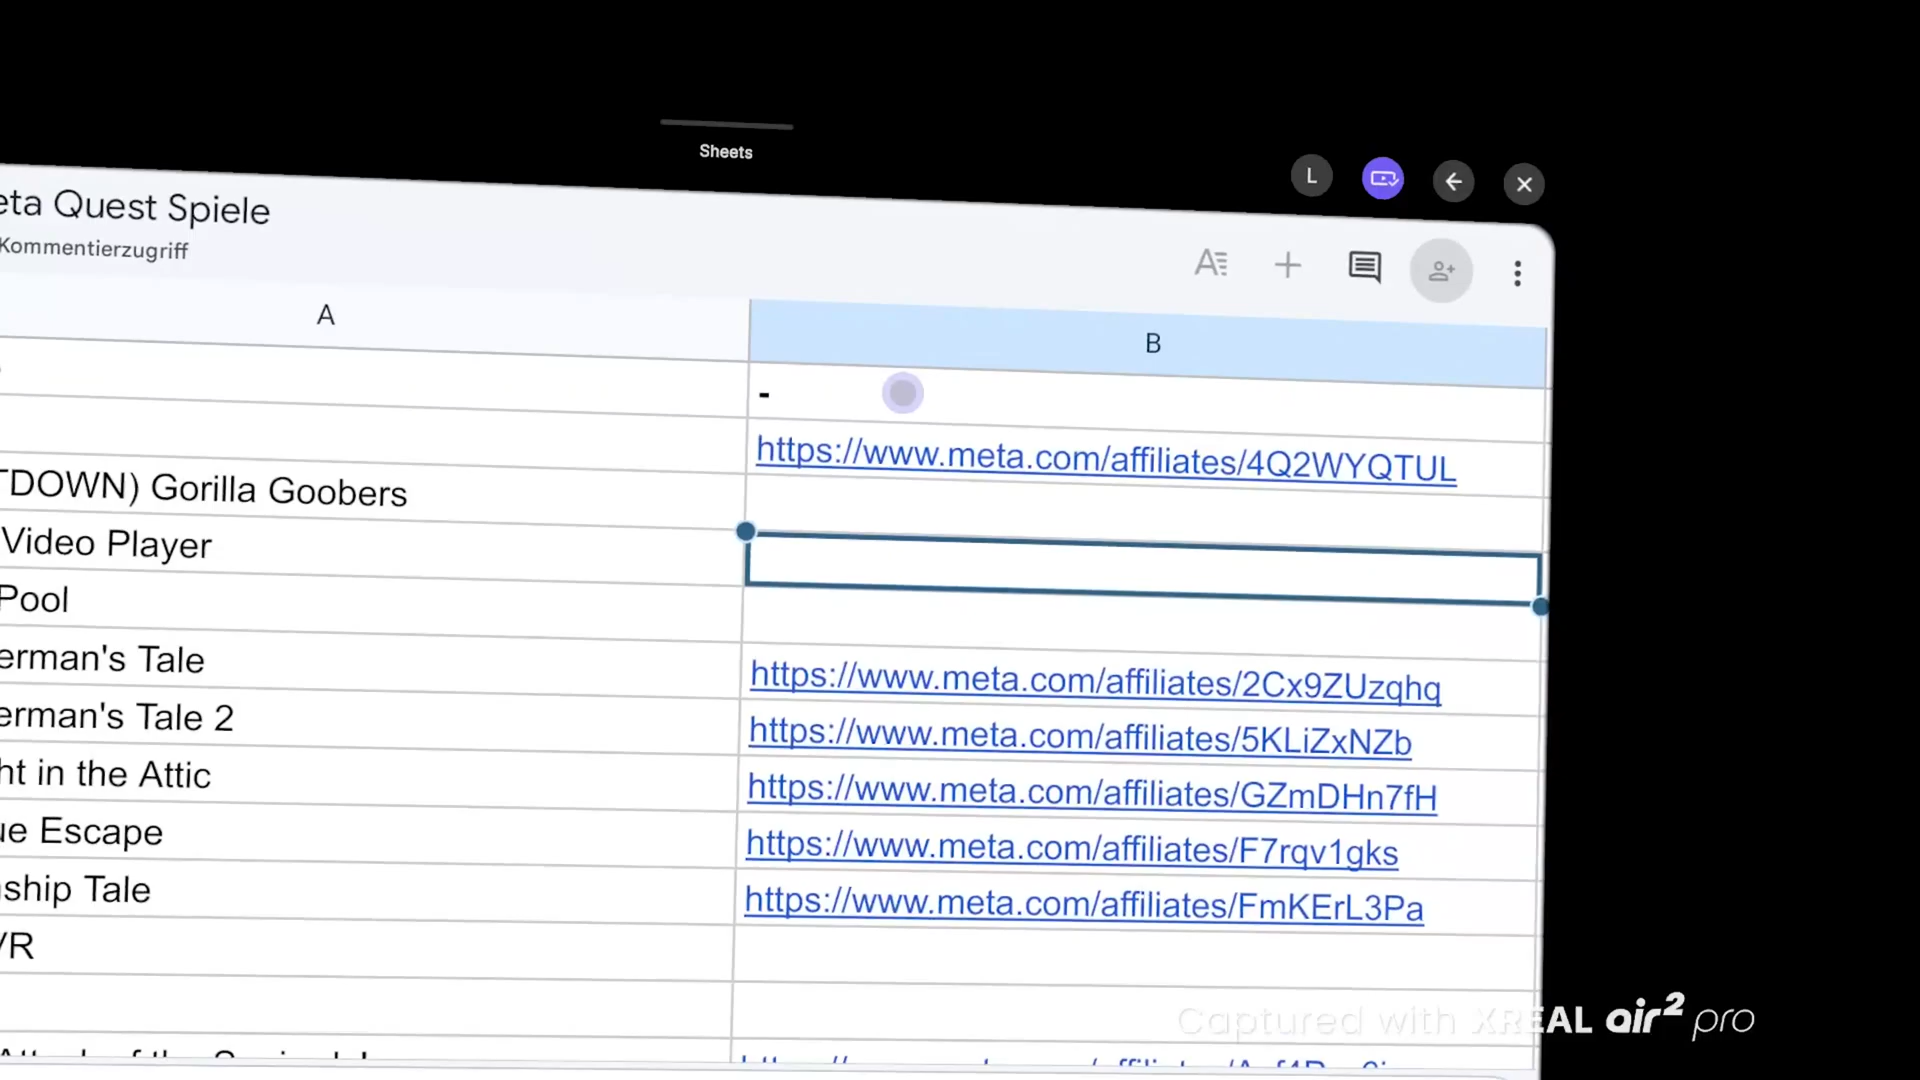 Sheets
L
eta Quest Spiele
Kommentierzugriff
A B
-
https://www.meta.com/affiliates/4Q2WYQTUL
TDOWN) Gorilla Goobers
Video Player
Pool
erman's Tale https://www.meta.com/affiliates/2Cx9ZUzqhq
erman's Tale 2 https://www.meta.com/affiliates/5KLiZxNZb
ht in the Attic https://www.meta.com/affiliates/GZmDHn7fH
ue Escape https://www.meta.com/affiliates/F7rqv1gks
ship Tale https://www.meta.com/affiliates/FmKErL3Pa
VR
Captured with XREAL air2 pro